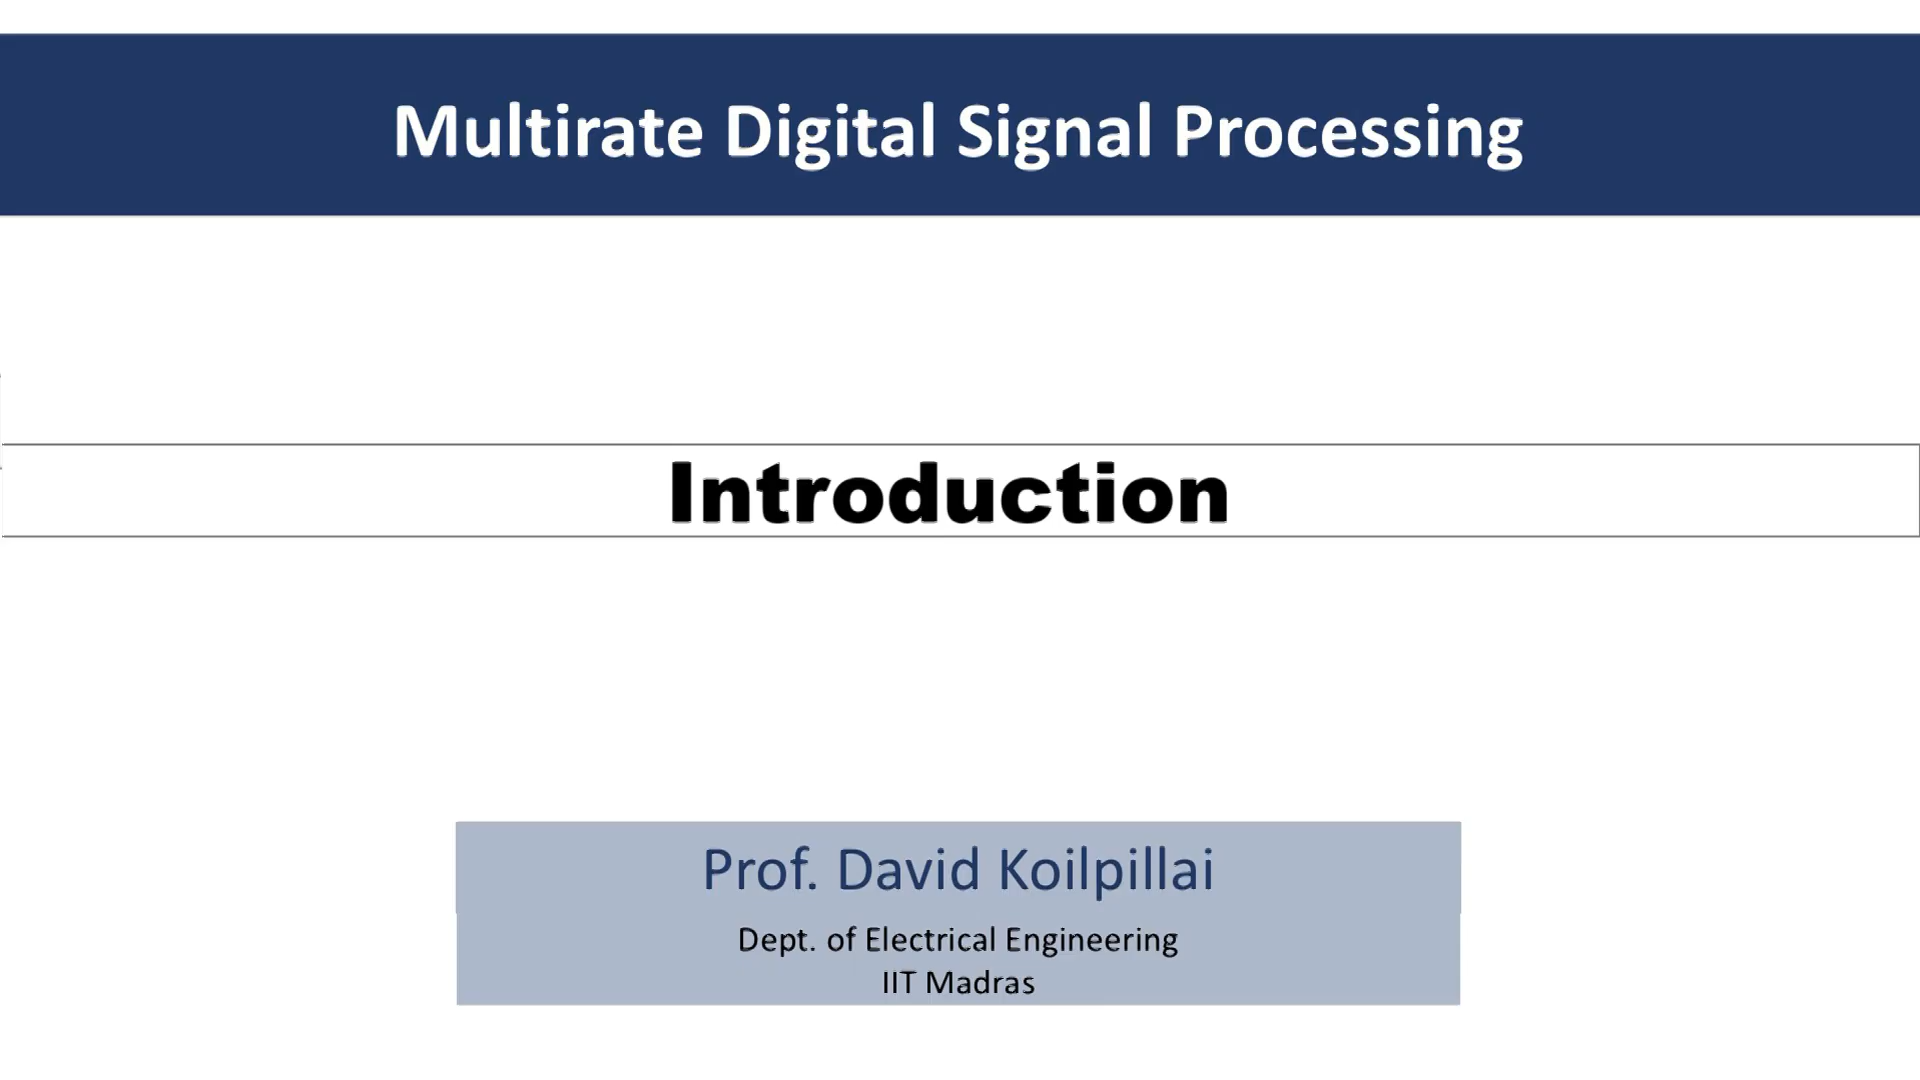 Multirate Digital Signal Processing
Introduction
Prof. David Koilpillai
Dept. of Electrical Engineering
IIT Madras